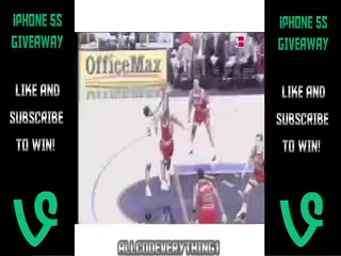 iPHONE 5S
GIVEAWAY
LIKE AND
SUBSCRIBE
TO WIN!
OfficeMax
iPHONE 5S
GIVEAWAY
LIKE AND
SUBSCRIBE
TO WIN!
ALLCODEVERYTHING1